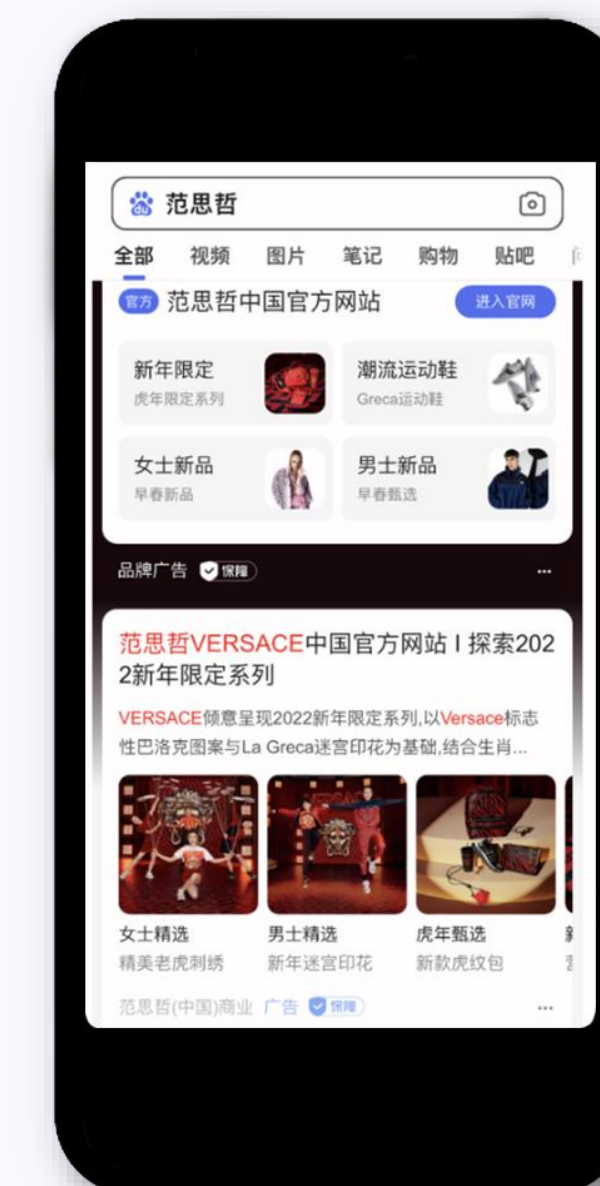 du 范思哲
全部 视频 图片 笔记 购物 贴吧
官方 范思哲中国官方网站 进入官网
新年限定 潮流运动鞋
虎年限定系列 Greca运动鞋
女士新品 男士新品
早春新品 早春甄选
品牌广告 保障
范思哲VERSACE中国官方网站 I 探索202
2新年限定系列
VERSACE倾意呈现2022新年限定系列,以Versace标志
性巴洛克图案与La Greca迷宫印花为基础,结合生肖...
女士精选 男士精选 虎年甄选
精美老虎刺绣 新年迷宫印花 新款虎纹包
范思哲(中国)商业 广告 保障